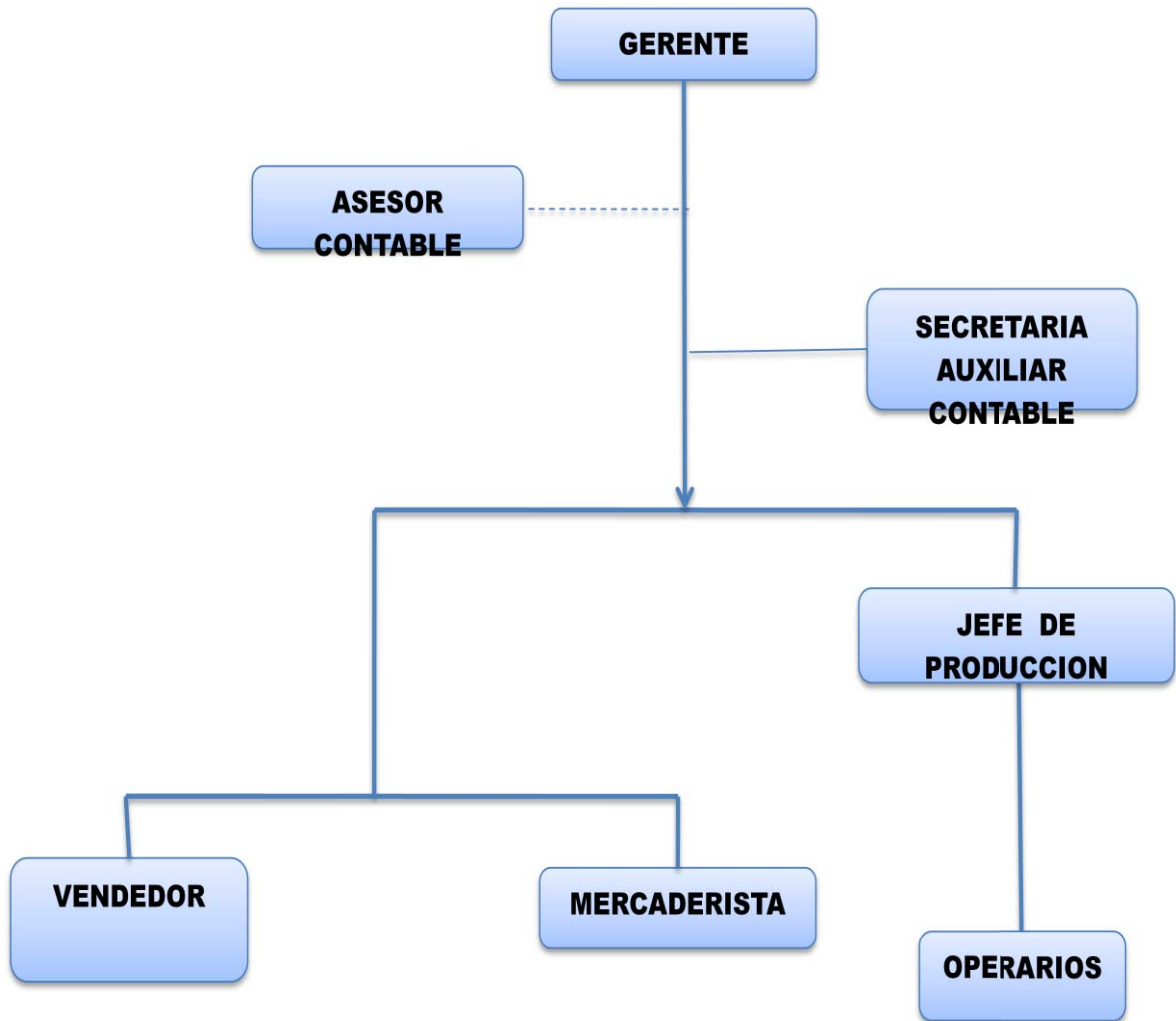 GERENTE
ASESOR
CONTABLE
SECRETARIA
AUXILIAR
CONTABLE
JEFE DE
PRODUCCION
VENDEDOR
MERCADERISTA
OPERARIOS